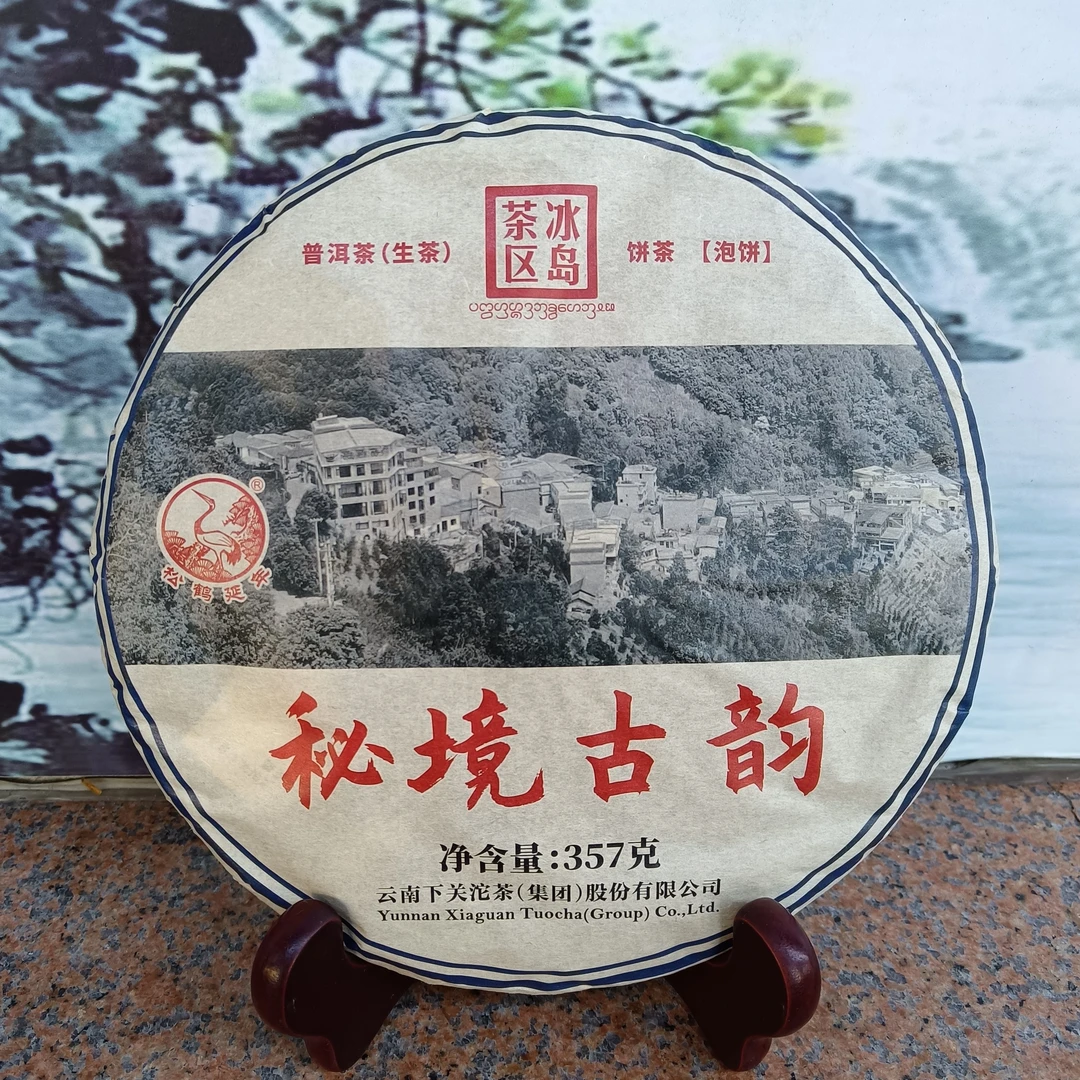 普洱茶(生茶)
冰岛
茶区
饼茶【泡饼】
®
松鹤延年
秘境古韵
净含量:357克
云南下关沱茶(集团)股份有限公司
Yunnan Xiaguan Tuocha(Group) Co.,Ltd.